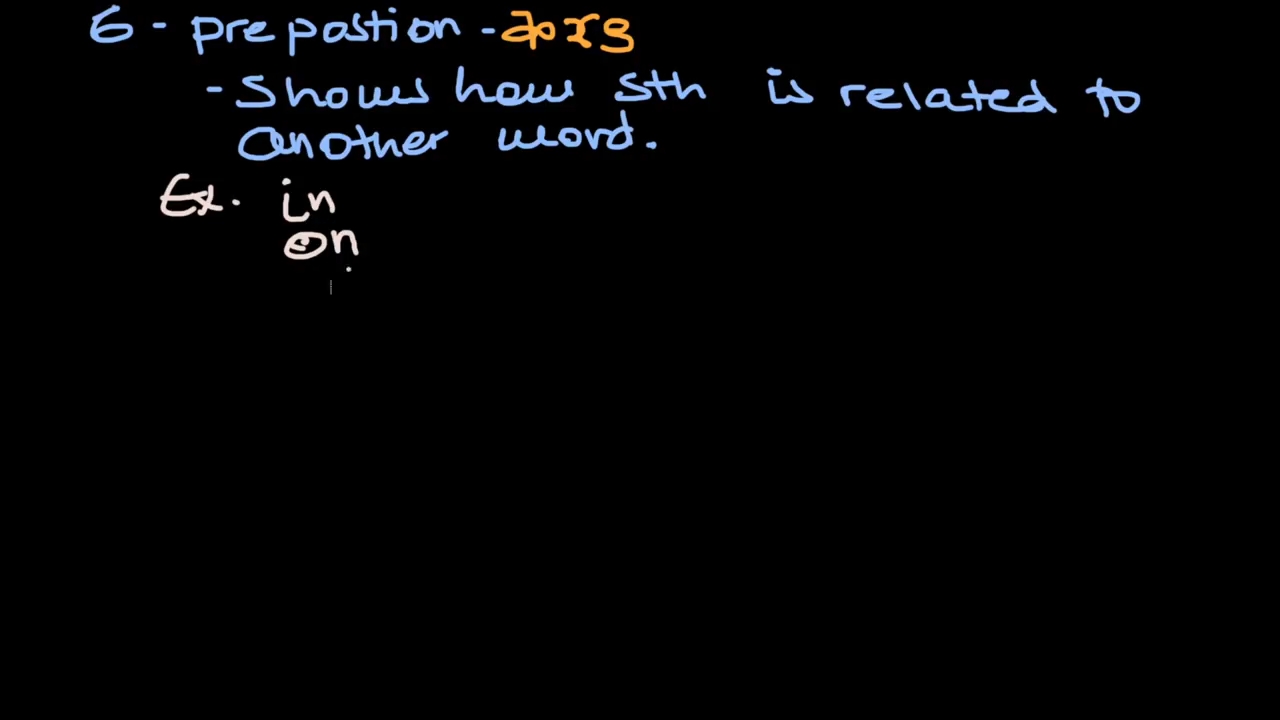 6 - prepostion -
- Shows how sth is related to
another word.
Ex. in
on